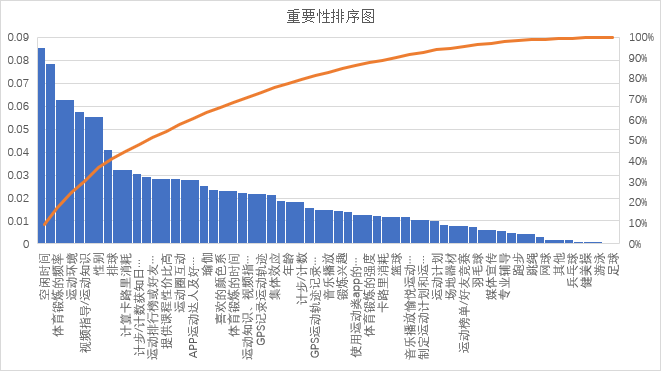 重要性排序图
0.09
0.08
0.07
0.06
0.05
0.04
0.03
0.02
0.01
0
100%
90%
80%
70%
60%
50%
40%
30%
20%
10%
0%
空闲时间
体育锻炼的频率
运动环境
视频指导/运动知识
性别
排球
计算卡路里消耗
计步/计数获知日…
运动排行榜或好友…
提供课程性价比高
运动圈互动
APP运动达人与好…
瑜伽
喜欢的颜色系
体育锻炼的时间
运动知识、视频指…
GPS记录运动轨迹
集体效应
年龄
计步/计数
GPS运动轨迹记录…
音乐播放
锻炼兴趣
使用运动类app的…
体育锻炼的强度
卡路里消耗
篮球
音乐播放愉悦运动…
制定运动计划和运…
运动计划
场地器材
运动榜单/好友竞赛
羽毛球
媒体宣传
专业辅导
跑步
跳绳
网球
其他
乒乓球
健美操
游泳
足球